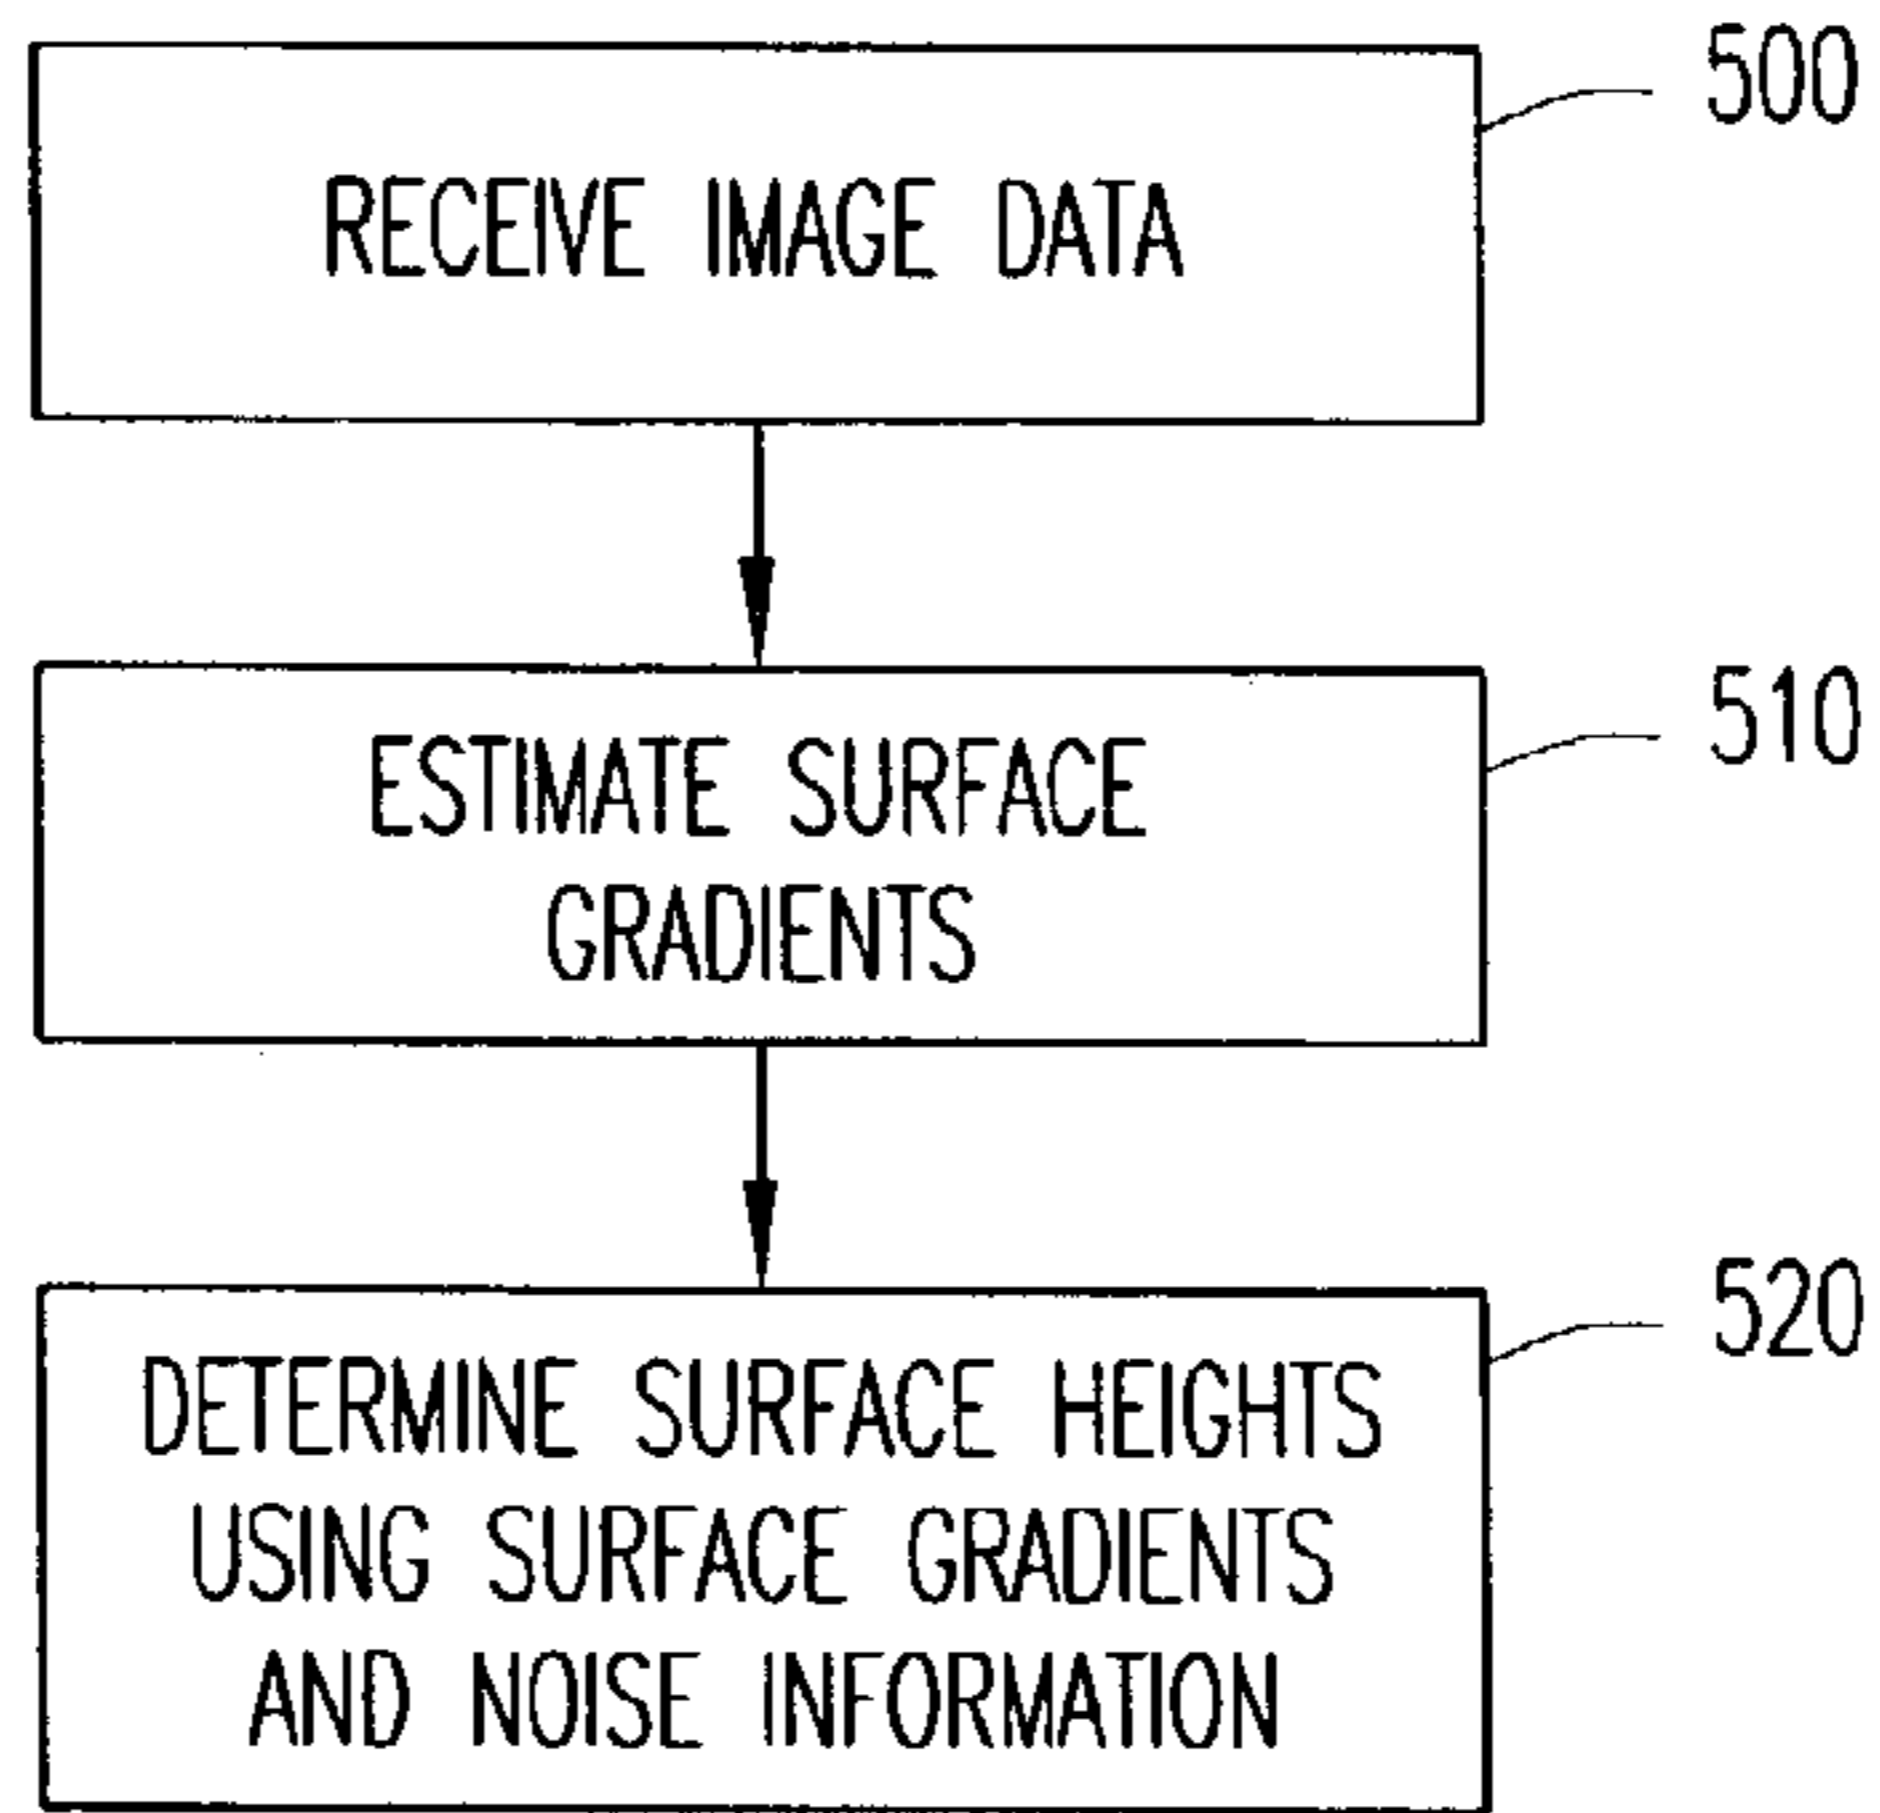 500
RECEIVE IMAGE DATA
510
ESTIMATE SURFACE
GRADIENTS
520
DETERMINE SURFACE HEIGHTS
USING SURFACE GRADIENTS
AND NOISE INFORMATION